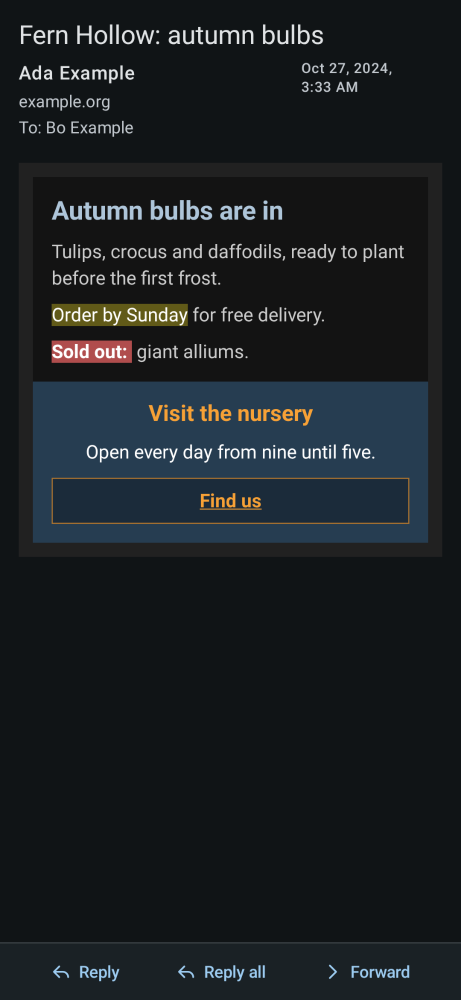 Fern Hollow: autumn bulbs
Ada Example
Oct 27, 2024,
3:33 AM
example.org
To: Bo Example
Autumn bulbs are in
Tulips, crocus and daffodils, ready to plant
before the first frost.
Order by Sunday for free delivery.
Sold out: giant alliums.
Visit the nursery
Open every day from nine until five.
Find us
Reply
Reply all
Forward